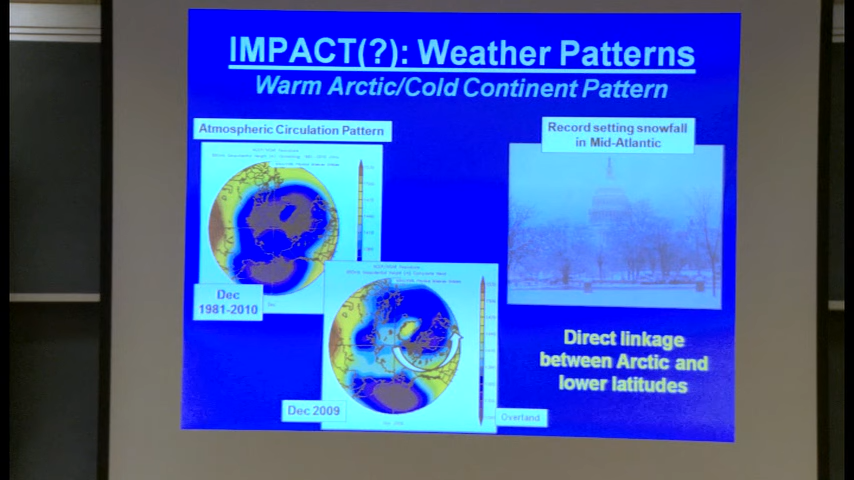 IMPACT(?): Weather Patterns
Warm Arctic/Cold Continent Pattern
Atmospheric Circulation Pattern
Record setting snowfall
in Mid-Atlantic
Dec
1981-2010
Direct linkage
between Arctic and
lower latitudes
Dec 2009
Overland